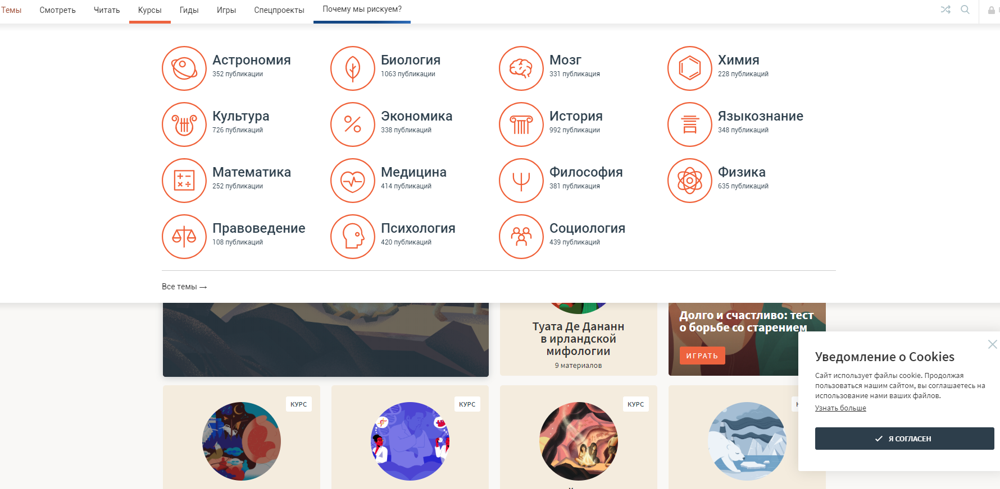 Темы Смотреть Читать Курсы Гиды Игры Спецпроекты Почему мы рискуем?
Астрономия
352 публикации
Биология
1063 публикации
Мозг
331 публикация
Химия
228 публикаций
Культура
726 публикаций
Экономика
338 публикаций
История
992 публикации
Языкознание
348 публикаций
Математика
252 публикации
Медицина
414 публикаций
Философия
381 публикация
Физика
635 публикаций
Правоведение
108 публикаций
Психология
420 публикаций
Социология
439 публикаций
Все темы →
Туата Де Дананн
в ирландской
мифологии
9 материалов
Долго и счастливо: тест
о борьбе со старением
ИГРАТЬ
КУРС
КУРС
КУРС
Уведомление о Cookies
Сайт использует файлы cookie. Продолжая
пользоваться нашим сайтом, вы соглашаетесь на
использование нами ваших файлов.
Узнать больше
Я СОГЛАСЕН